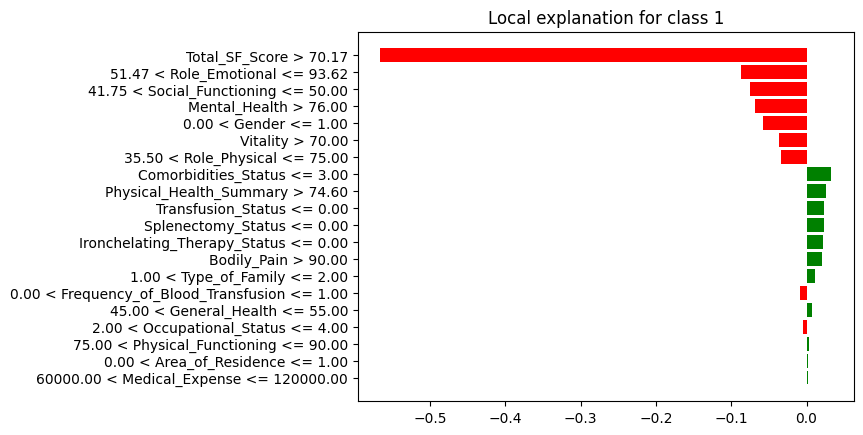 Local explanation for class 1
Total_SF_Score > 70.17
51.47 < Role_Emotional <= 93.62
41.75 < Social_Functioning <= 50.00
Mental_Health > 76.00
0.00 < Gender <= 1.00
Vitality > 70.00
35.50 < Role_Physical <= 75.00
Comorbidities_Status <= 3.00
Physical_Health_Summary > 74.60
Transfusion_Status <= 0.00
Splenectomy_Status <= 0.00
Ironchelating_Therapy_Status <= 0.00
Bodily_Pain > 90.00
1.00 < Type_of_Family <= 2.00
0.00 < Frequency_of_Blood_Transfusion <= 1.00
45.00 < General_Health <= 55.00
2.00 < Occupational_Status <= 4.00
75.00 < Physical_Functioning <= 90.00
0.00 < Area_of_Residence <= 1.00
60000.00 < Medical_Expense <= 120000.00
−0.5 −0.4 −0.3 −0.2 −0.1 0.0